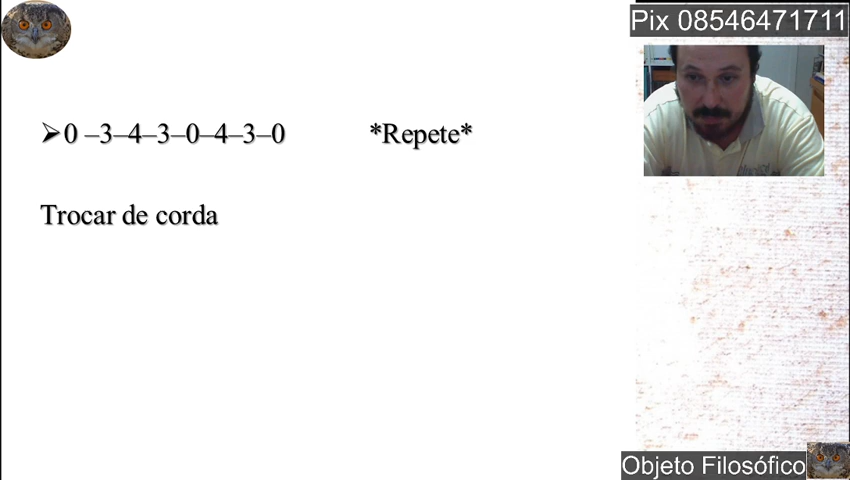 Pix 08546471711
➢0 –3–4–3–0–4–3–0 *Repete*
Trocar de corda
Objeto Filosófico